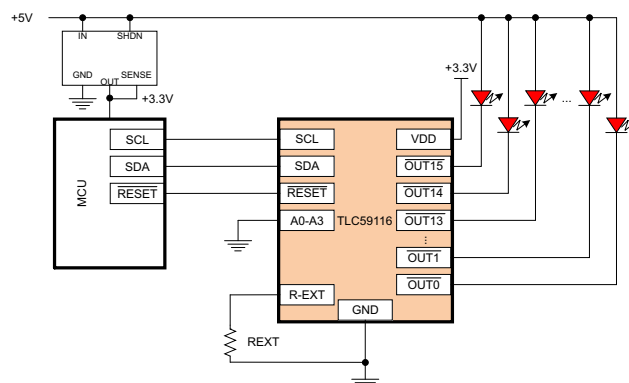 +5V
IN SHDN
GND OUT SENSE
+3.3V
+3.3V
MCU
SCL
SDA
RESET
SCL
SDA
RESET
A0-A3
R-EXT
TLC59116
VDD
OUT15
OUT14
OUT13
...
OUT1
OUT0
GND
REXT
...